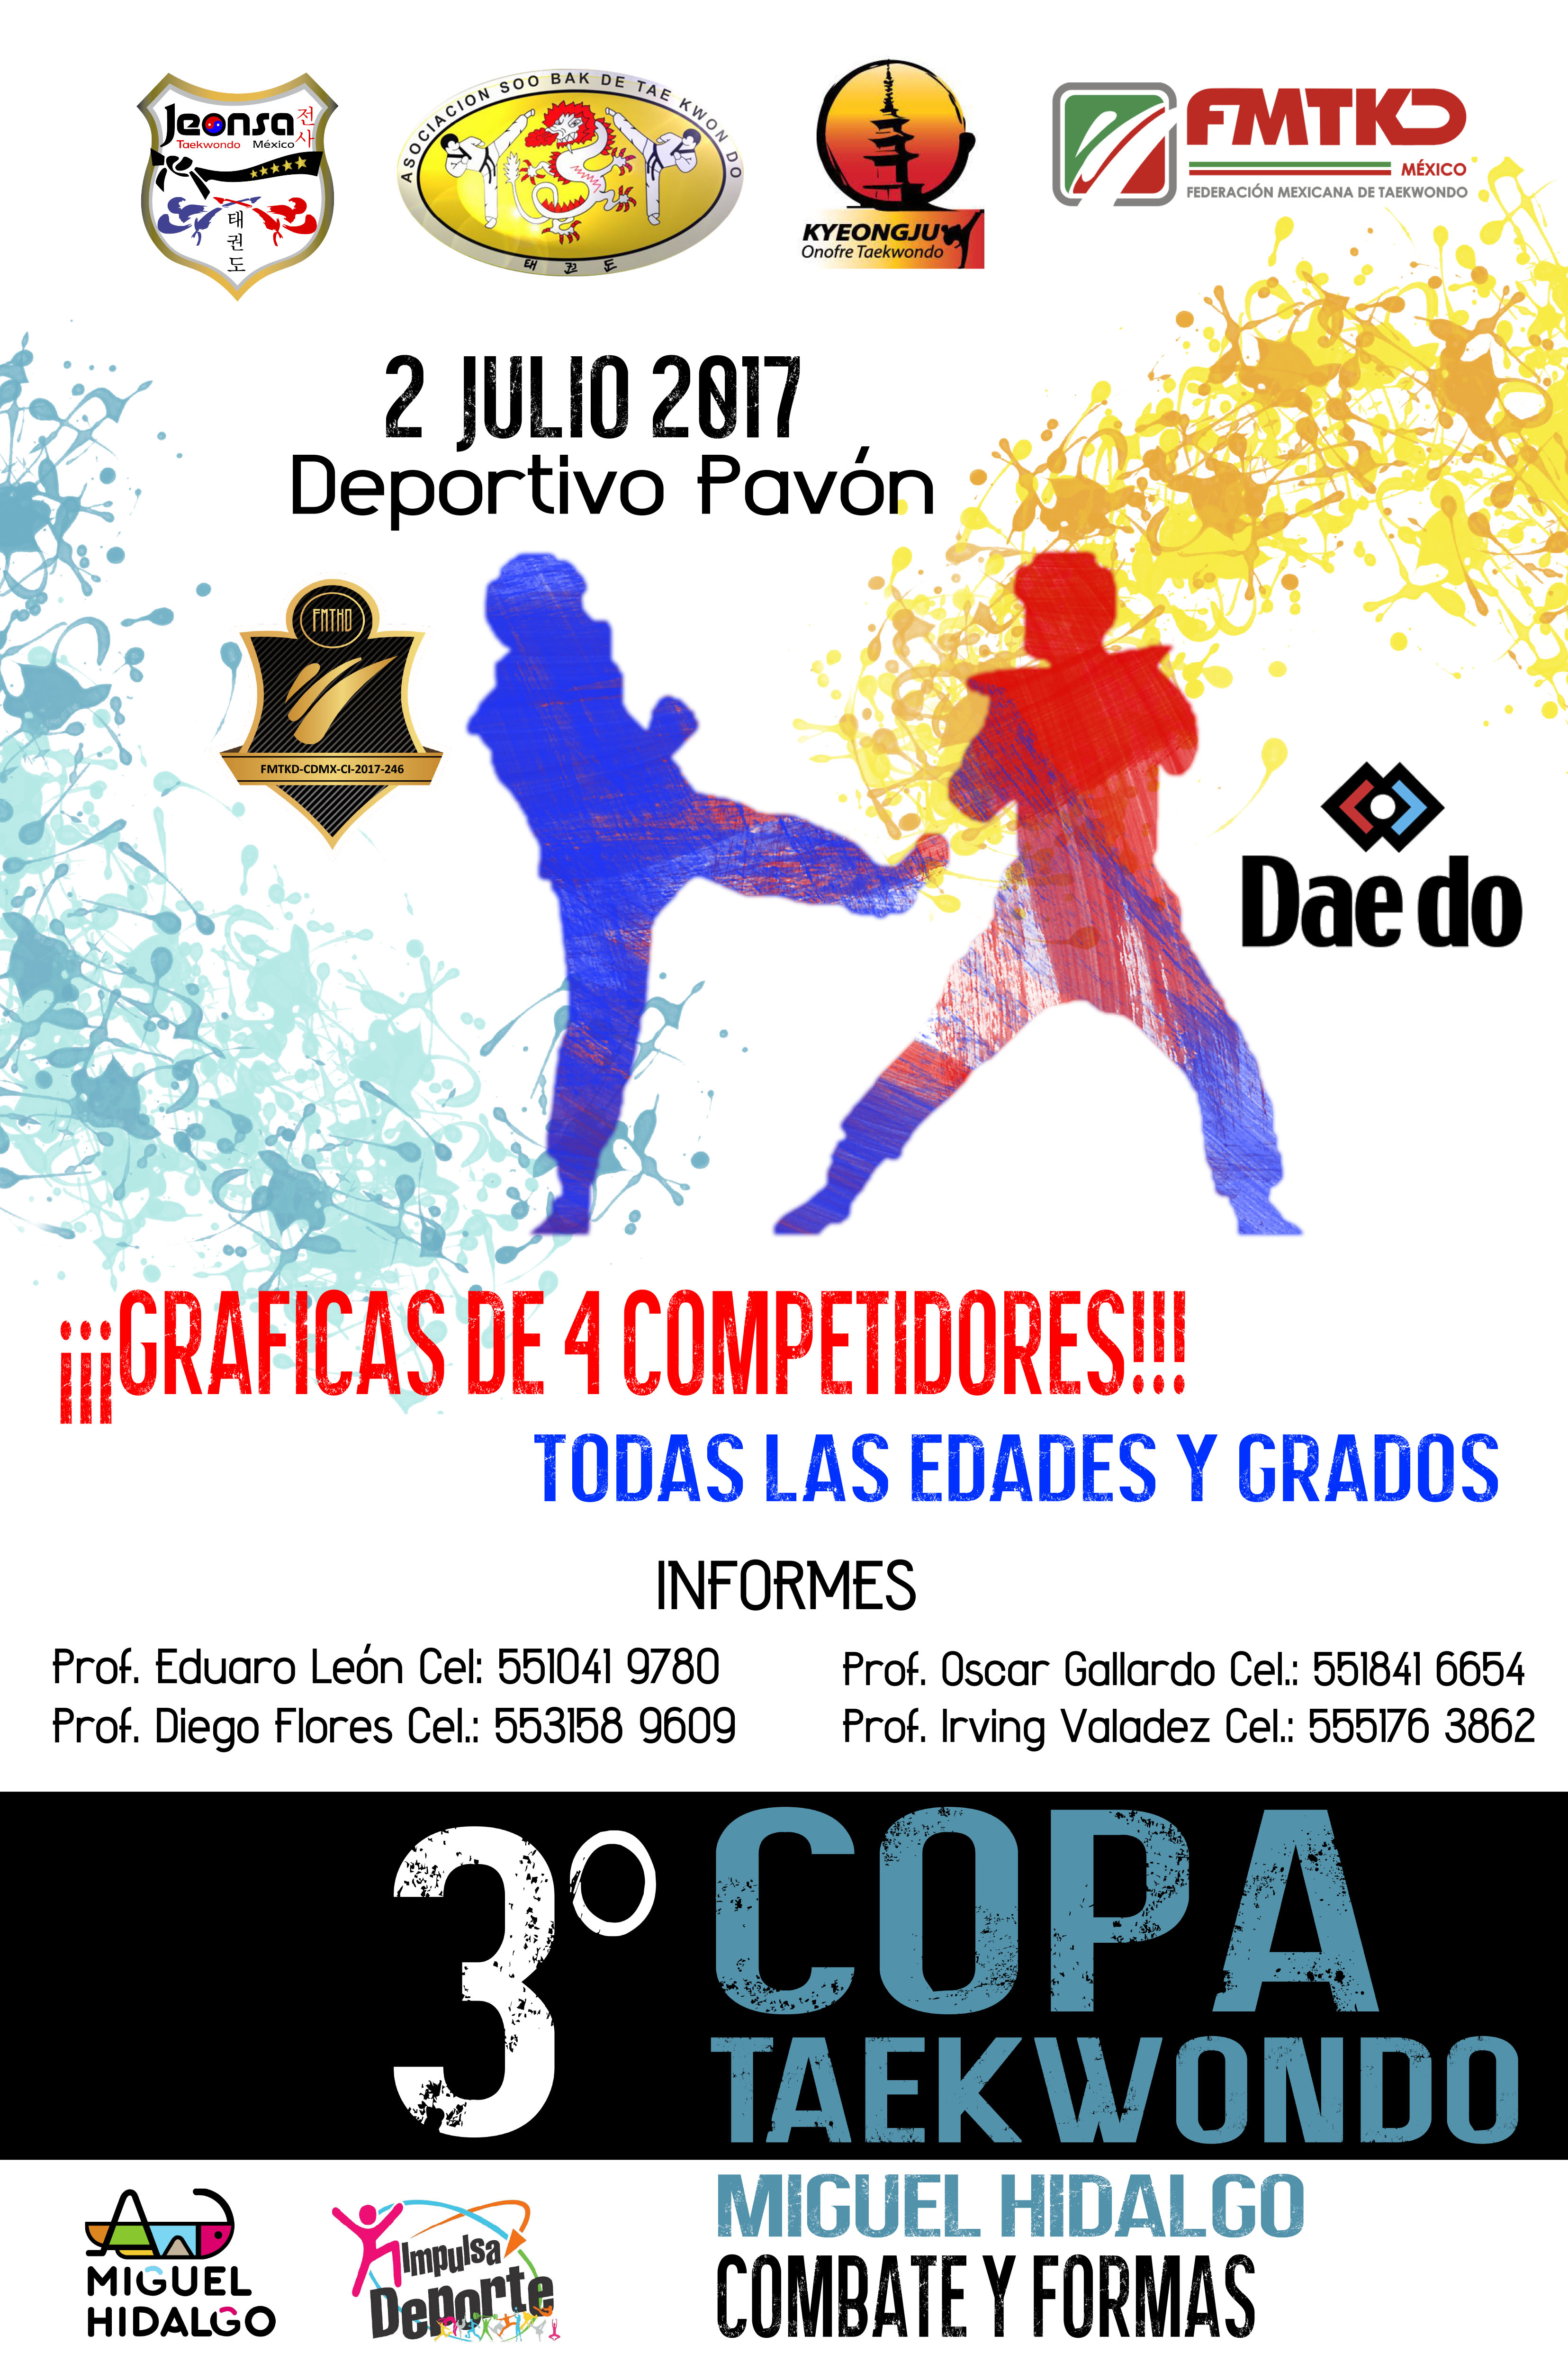 Jeonsa 전사
Taekwondo México
태권도
ASOCIACION SOO BAK DE TAE KWON DO
KYEONGJU
Onofre Taekwondo
FMTKD
MÉXICO
FEDERACIÓN MEXICANA DE TAEKWONDO
2 JULIO 2017
Deportivo Pavón
FMTKD
FMTKD-CDMX-CI-2017-246
Dae do
¡¡¡GRAFICAS DE 4 COMPETIDORES!!!
TODAS LAS EDADES Y GRADOS
INFORMES
Prof. Eduaro León Cel: 551041 9780
Prof. Diego Flores Cel.: 553158 9609
Prof. Oscar Gallardo Cel.: 551841 6654
Prof. Irving Valadez Cel.: 555176 3862
3° COPA
TAEKWONDO
MIGUEL HIDALGO
COMBATE Y FORMAS
MIGUEL
HIDALGO
Impulsa
Deporte